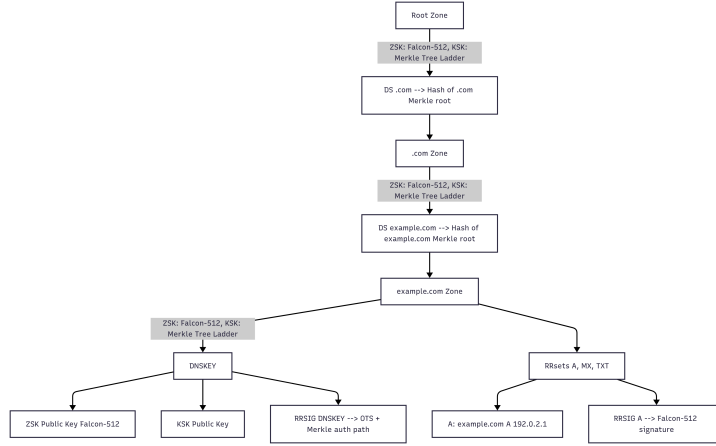 Root Zone
ZSK: Falcon-512, KSK:
Merkle Tree Ladder
DS .com --> Hash of .com
Merkle root
.com Zone
ZSK: Falcon-512, KSK:
Merkle Tree Ladder
DS example.com --> Hash of
example.com Merkle root
example.com Zone
ZSK: Falcon-512, KSK:
Merkle Tree Ladder
DNSKEY
RRsets A, MX, TXT
ZSK Public Key Falcon-512
KSK Public Key
RRSIG DNSKEY --> OTS +
Merkle auth path
A: example.com A 192.0.2.1
RRSIG A --> Falcon-512
signature